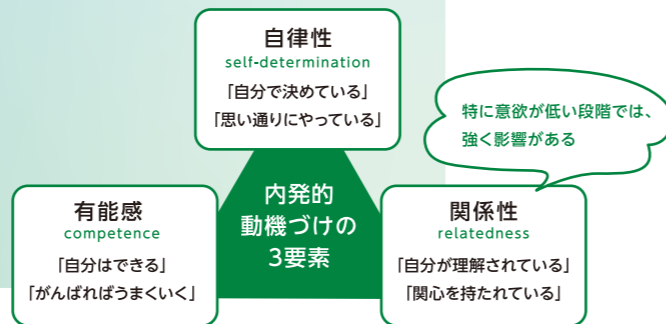 自律性
self-determination
「自分で決めている」
「思い通りにやっている」
特に意欲が低い段階では、
強く影響がある
内発的
動機づけの
3要素
有能感
competence
「自分はできる」
「がんばればうまくいく」
関係性
relatedness
「自分が理解されている」
「関心を持たれている」